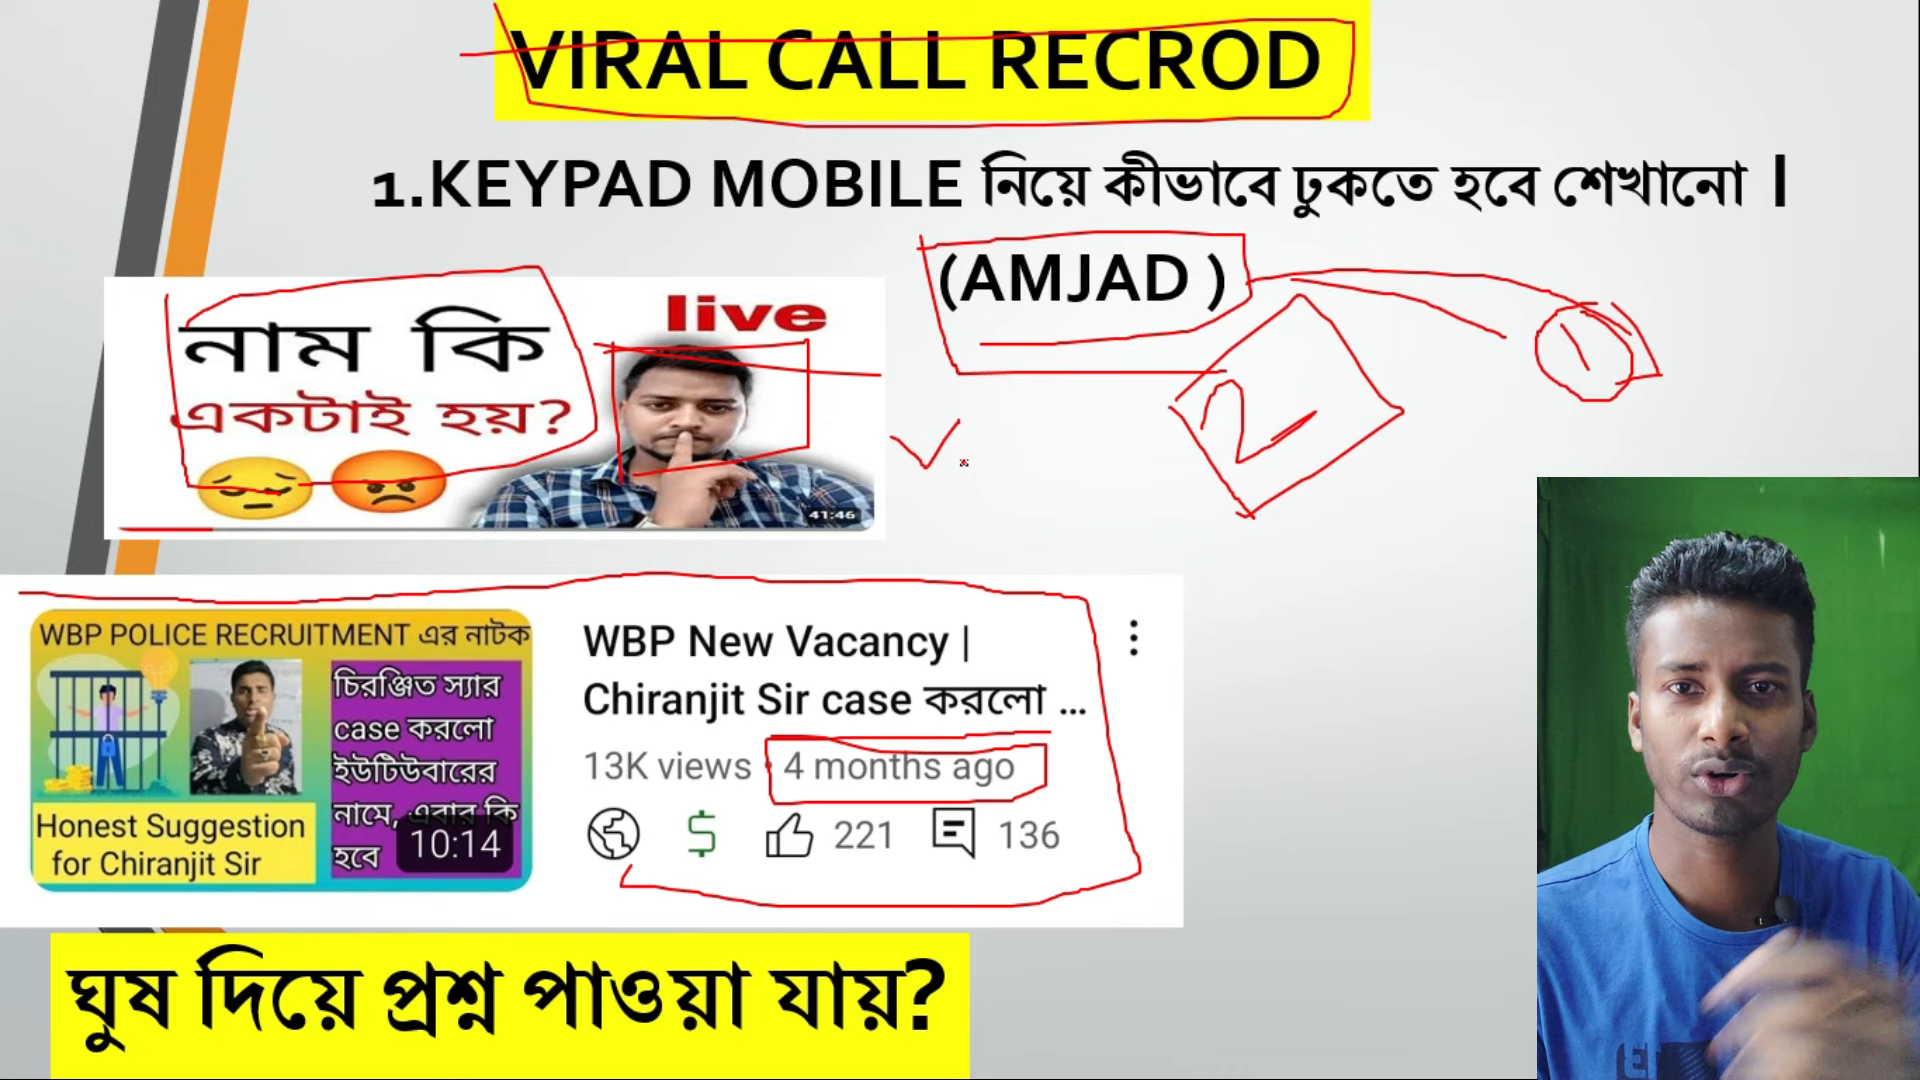 VIRAL CALL RECROD
1.KEYPAD MOBILE নিয়ে কীভাবে ঢুকতে হবে শেখানো |
(AMJAD )
live
নাম কি
একটাই হয়?
41:46
1
2
WBP POLICE RECRUITMENT এর নাটক
চিরঞ্জিত স্যার
case করলো
ইউটিউবারের
নামে, এবার কি
হবে
10:14
Honest Suggestion
for Chiranjit Sir
WBP New Vacancy |
Chiranjit Sir case করলো ...
13K views · 4 months ago
221 136
ঘুষ দিয়ে প্রশ্ন পাওয়া যায়?